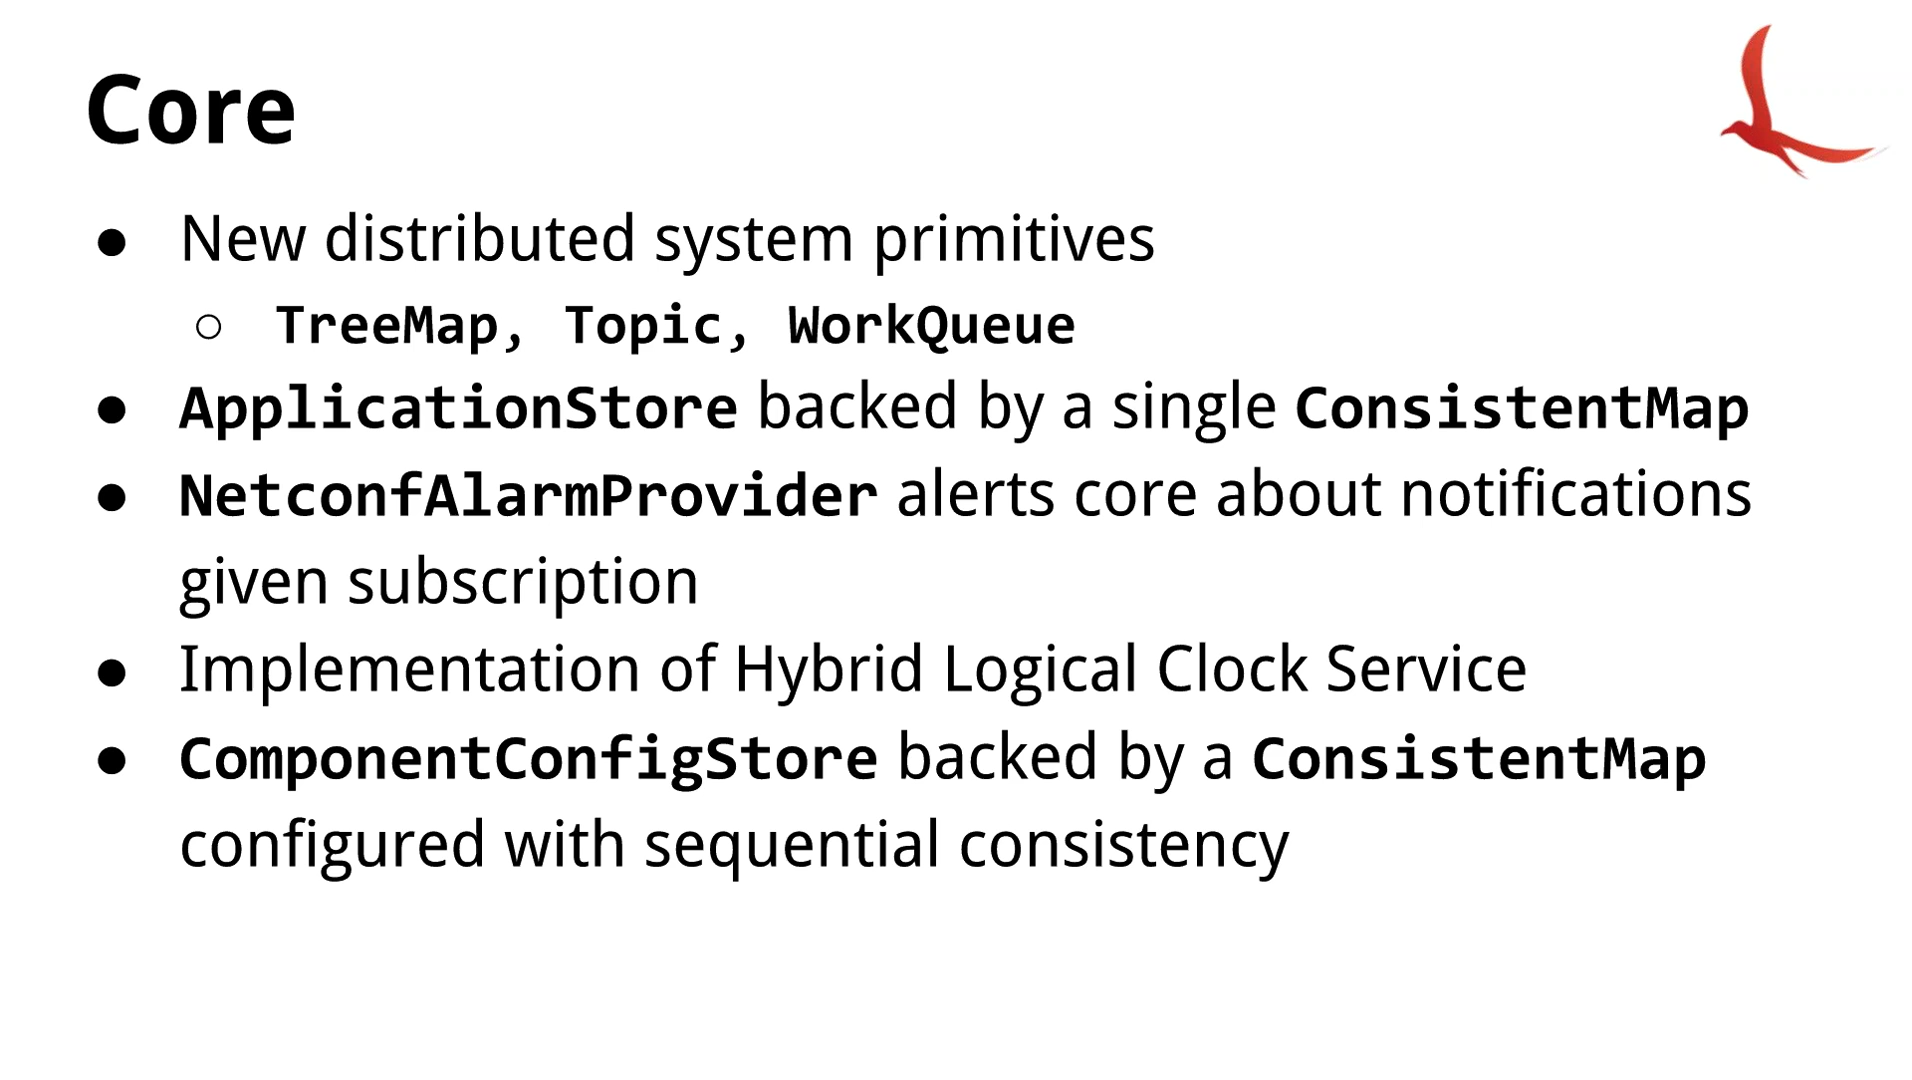 Core
● New distributed system primitives
○ TreeMap, Topic, WorkQueue
● ApplicationStore backed by a single ConsistentMap
● NetconfAlarmProvider alerts core about notifications
given subscription
● Implementation of Hybrid Logical Clock Service
● ComponentConfigStore backed by a ConsistentMap
configured with sequential consistency